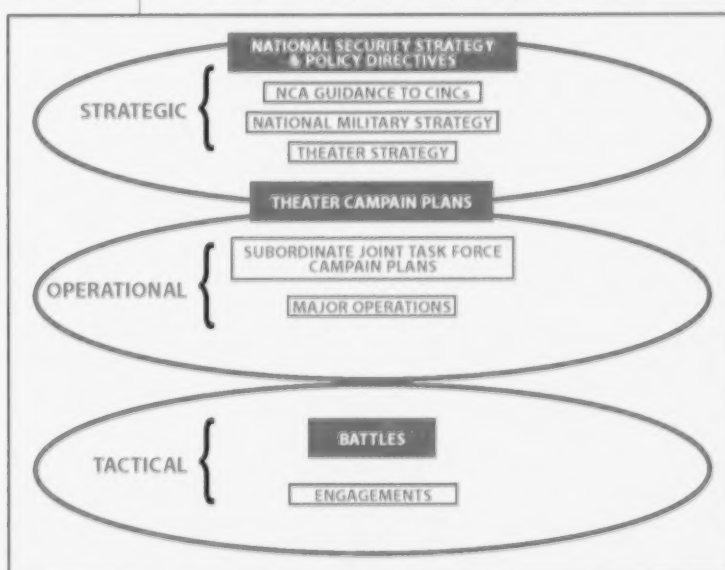 NATIONAL SECURITY STRATEGY
& POLICY DIRECTIVES
STRATEGIC
NCA GUIDANCE TO CINCs
NATIONAL MILITARY STRATEGY
THEATER STRATEGY
THEATER CAMPAIN PLANS
OPERATIONAL
SUBORDINATE JOINT TASK FORCE
CAMPAIN PLANS
MAJOR OPERATIONS
TACTICAL
BATTLES
ENGAGEMENTS